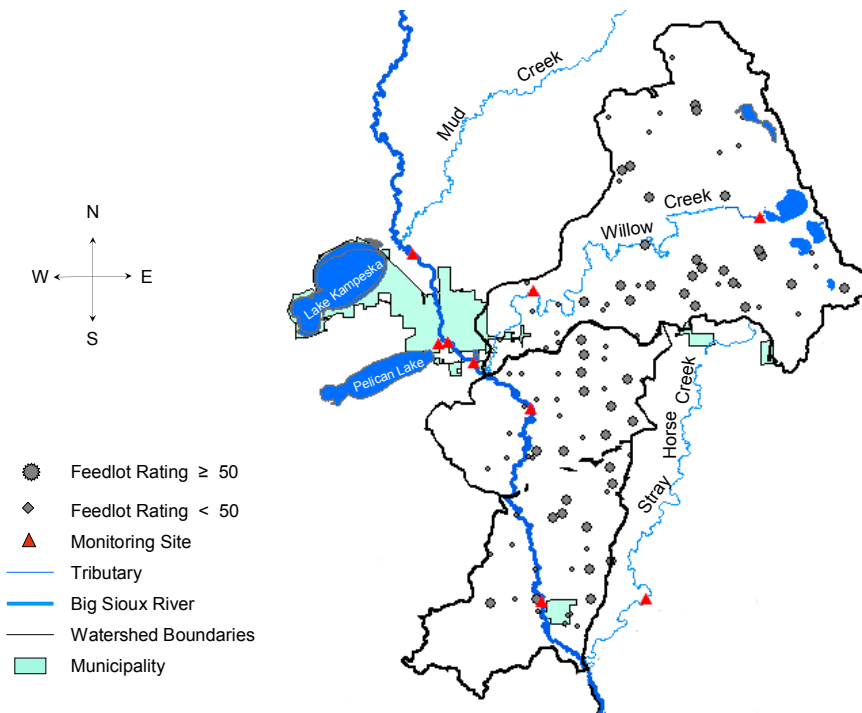 Mud Creek
N
W E
S
Willow Creek
Lake Kampeska
Pelican Lake
Stray Horse Creek
Feedlot Rating ≥ 50
Feedlot Rating < 50
Monitoring Site
Tributary
Big Sioux River
Watershed Boundaries
Municipality